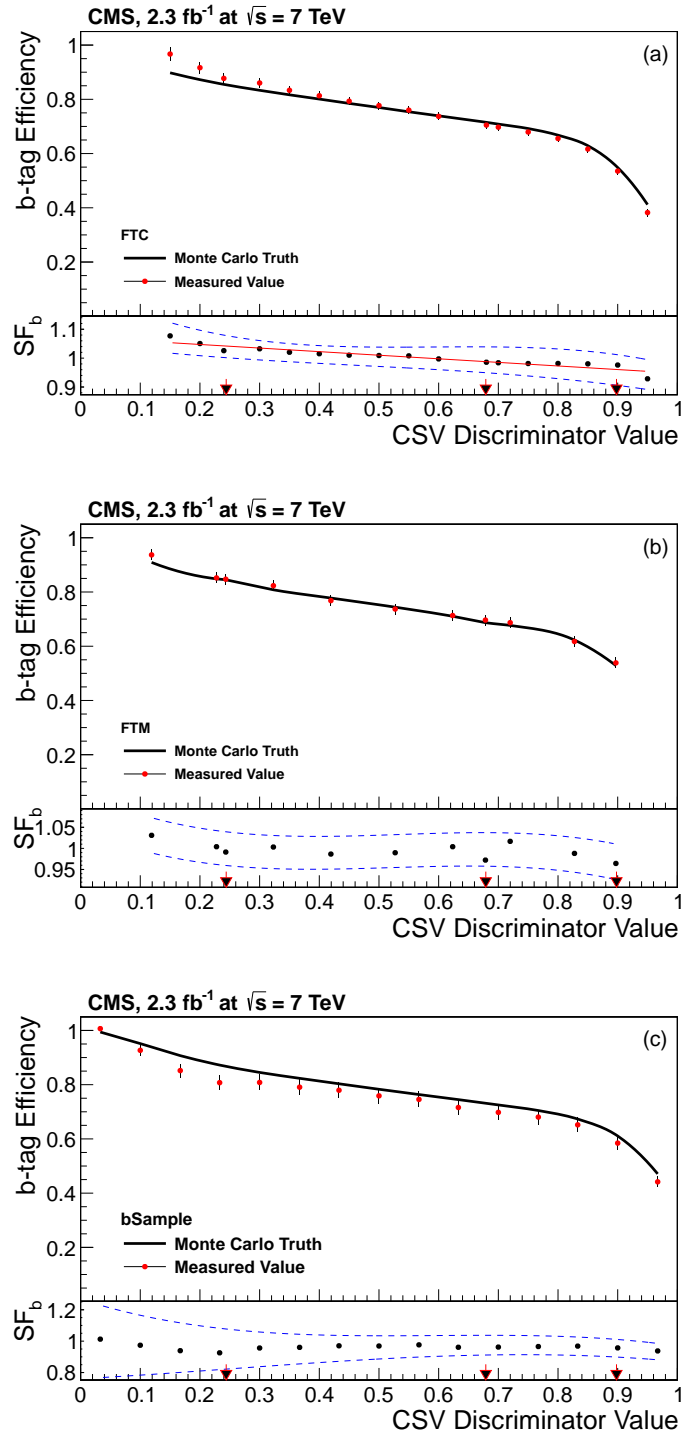 CMS, 2.3 fb⁻¹ at √s = 7 TeV
(a)
b-tag Efficiency
1
0.8
0.6
0.4
0.2
FTC
Monte Carlo Truth
Measured Value
SF_b
1.1
1
0.9
0 0.1 0.2 0.3 0.4 0.5 0.6 0.7 0.8 0.9 1
CSV Discriminator Value
CMS, 2.3 fb⁻¹ at √s = 7 TeV
(b)
b-tag Efficiency
1
0.8
0.6
0.4
0.2
FTM
Monte Carlo Truth
Measured Value
SF_b
1.05
1
0.95
0 0.1 0.2 0.3 0.4 0.5 0.6 0.7 0.8 0.9 1
CSV Discriminator Value
CMS, 2.3 fb⁻¹ at √s = 7 TeV
(c)
b-tag Efficiency
1
0.8
0.6
0.4
0.2
bSample
Monte Carlo Truth
Measured Value
SF_b
1.2
1
0.8
0 0.1 0.2 0.3 0.4 0.5 0.6 0.7 0.8 0.9 1
CSV Discriminator Value